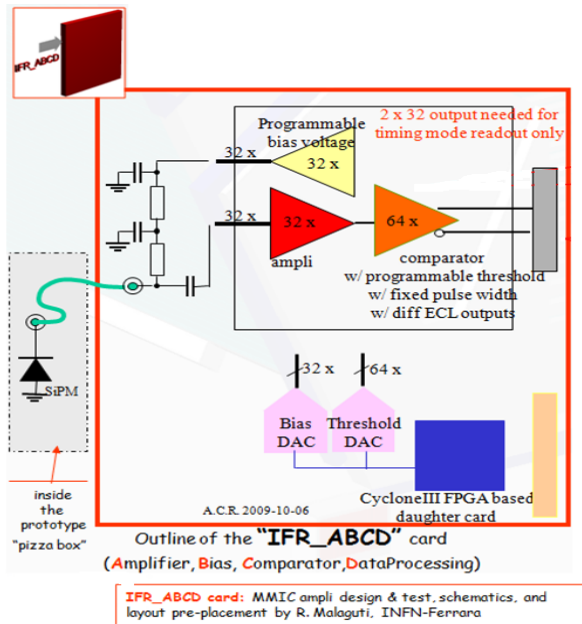 IFR_ABCD
2 x 32 output needed for
timing mode readout only
Programmable
bias voltage
32 x
32 x
32 x
32 x
64 x
ampli
comparator
w/ programmable threshold
w/ fixed pulse width
w/ diff ECL outputs
SiPM
32 x
64 x
Bias
DAC
Threshold
DAC
CycloneIII FPGA based
daughter card
inside
the
prototype
"pizza box"
A.C.R. 2009-10-06
Outline of the "IFR_ABCD" card
(Amplifier, Bias, Comparator,DataProcessing)
IFR_ABCD card: MMIC ampli design & test, schematics, and
layout pre-placement by R. Malaguti, INFN-Ferrara